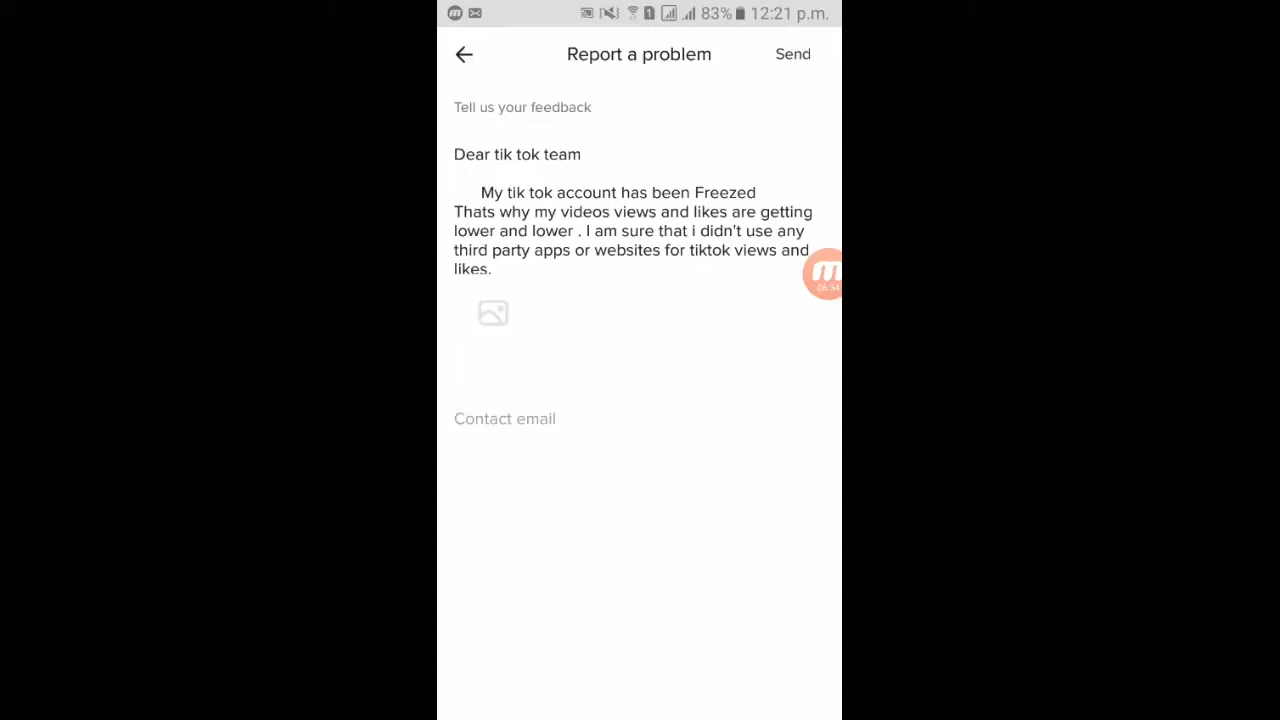 83% 12:21 p.m.
Report a problem
Send
Tell us your feedback
Dear tik tok team
My tik tok account has been Freezed
Thats why my videos views and likes are getting
lower and lower . I am sure that i didn't use any
third party apps or websites for tiktok views and
likes.
06:34
Contact email